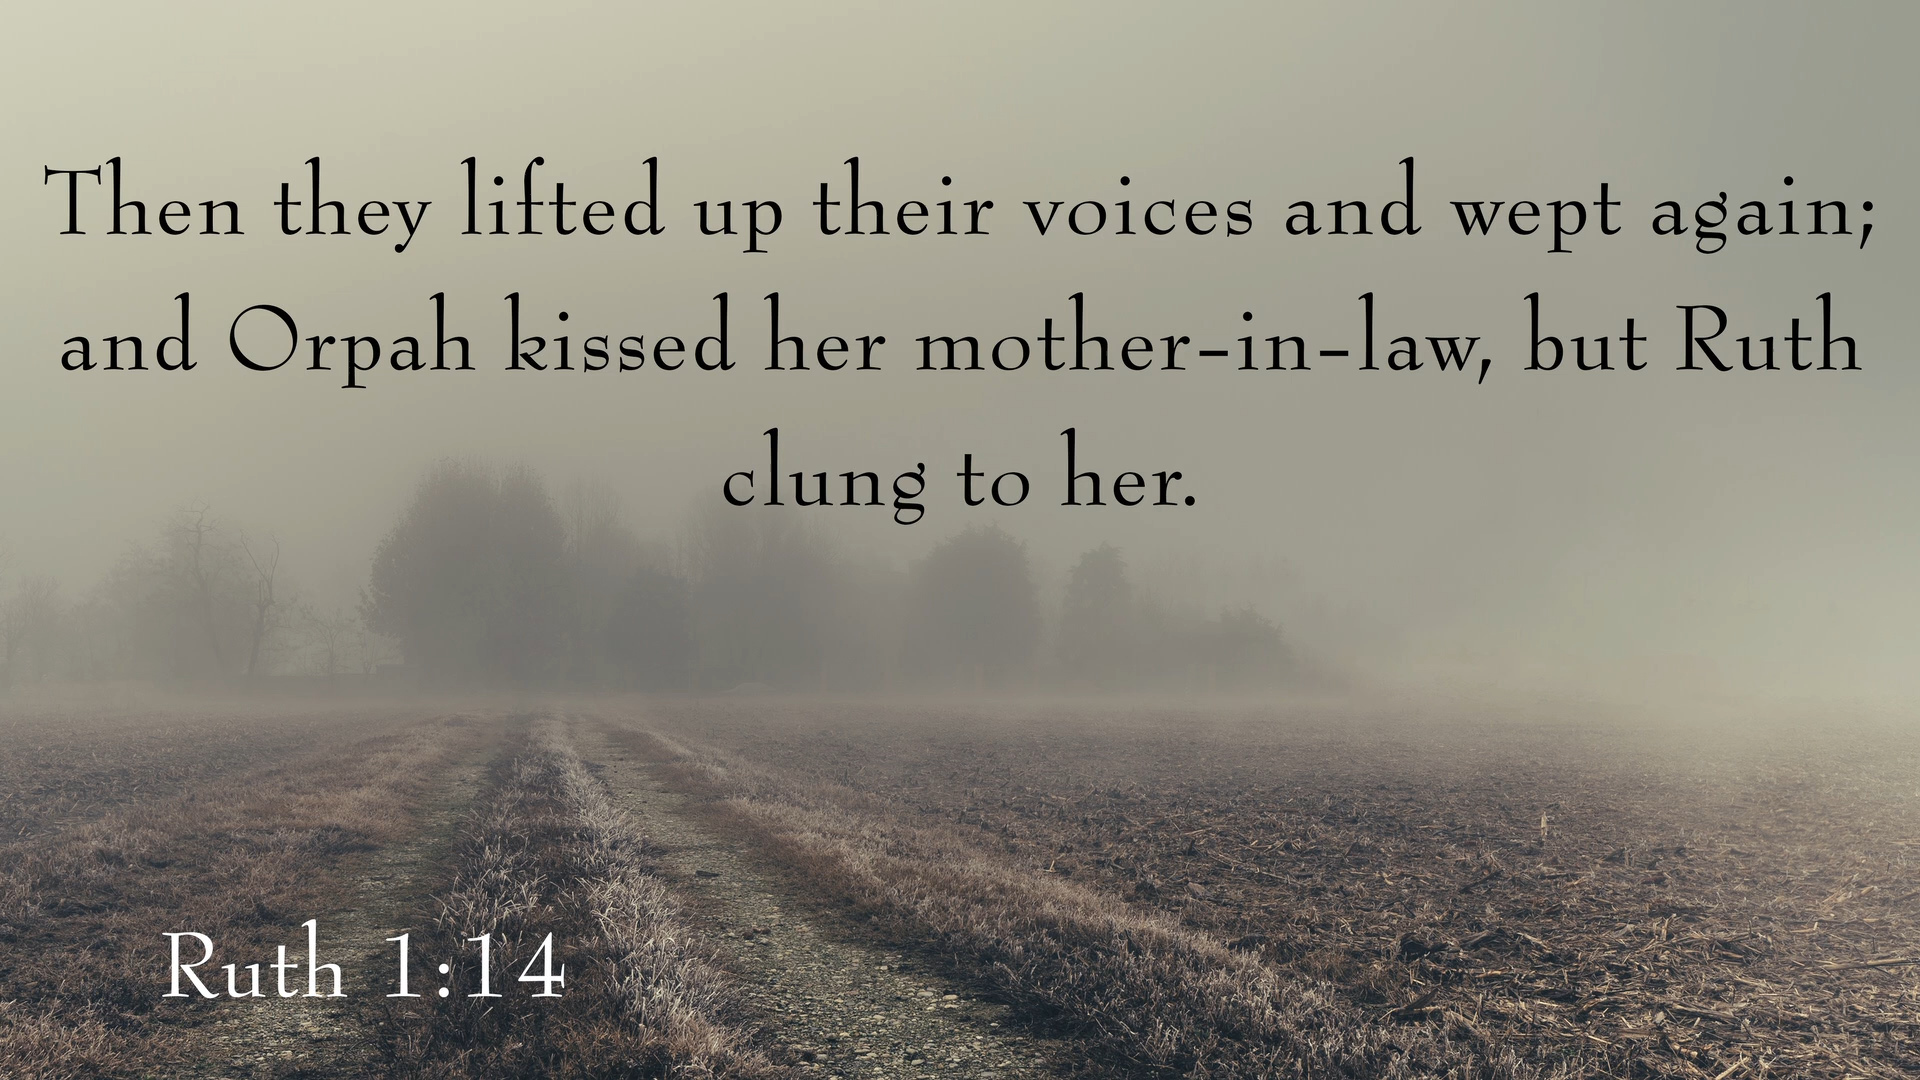 Then they lifted up their voices and wept again;
and Orpah kissed her mother-in-law, but Ruth
clung to her.
Ruth 1:14